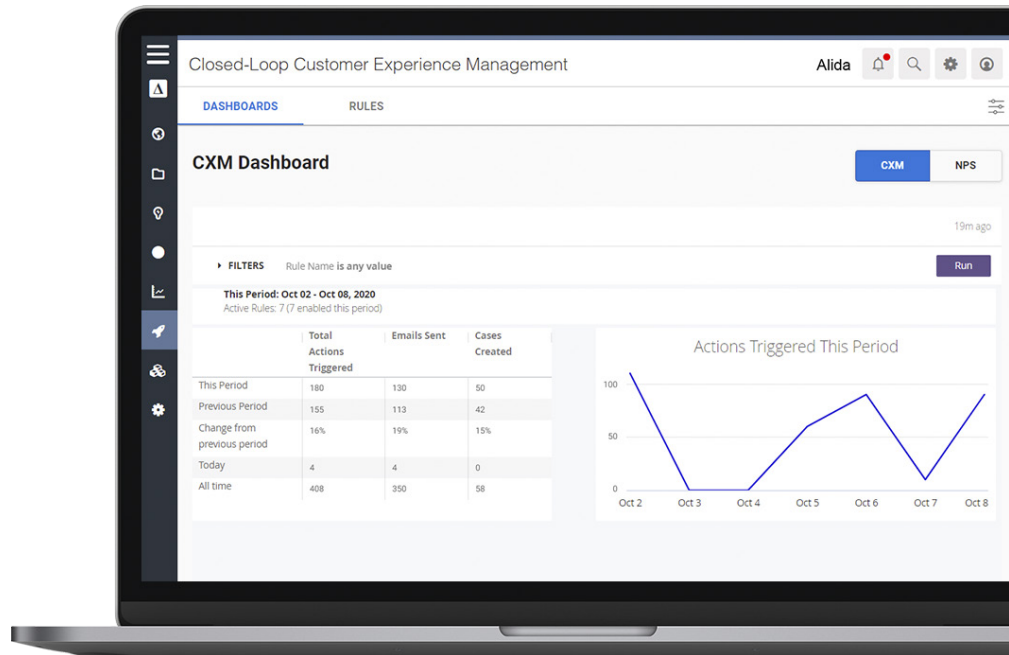 Closed-Loop Customer Experience Management
Alida
DASHBOARDS RULES
CXM Dashboard
CXM NPS
19m ago
FILTERS Rule Name is any value Run
This Period: Oct 02 - Oct 08, 2020
Active Rules: 7 (7 enabled this period)
Total Actions Triggered Emails Sent Cases Created
This Period 180 130 50
Previous Period 155 113 42
Change from previous period 16% 19% 15%
Today 4 4 0
All time 408 350 58
Actions Triggered This Period
100
50
0
Oct 2 Oct 3 Oct 4 Oct 5 Oct 6 Oct 7 Oct 8